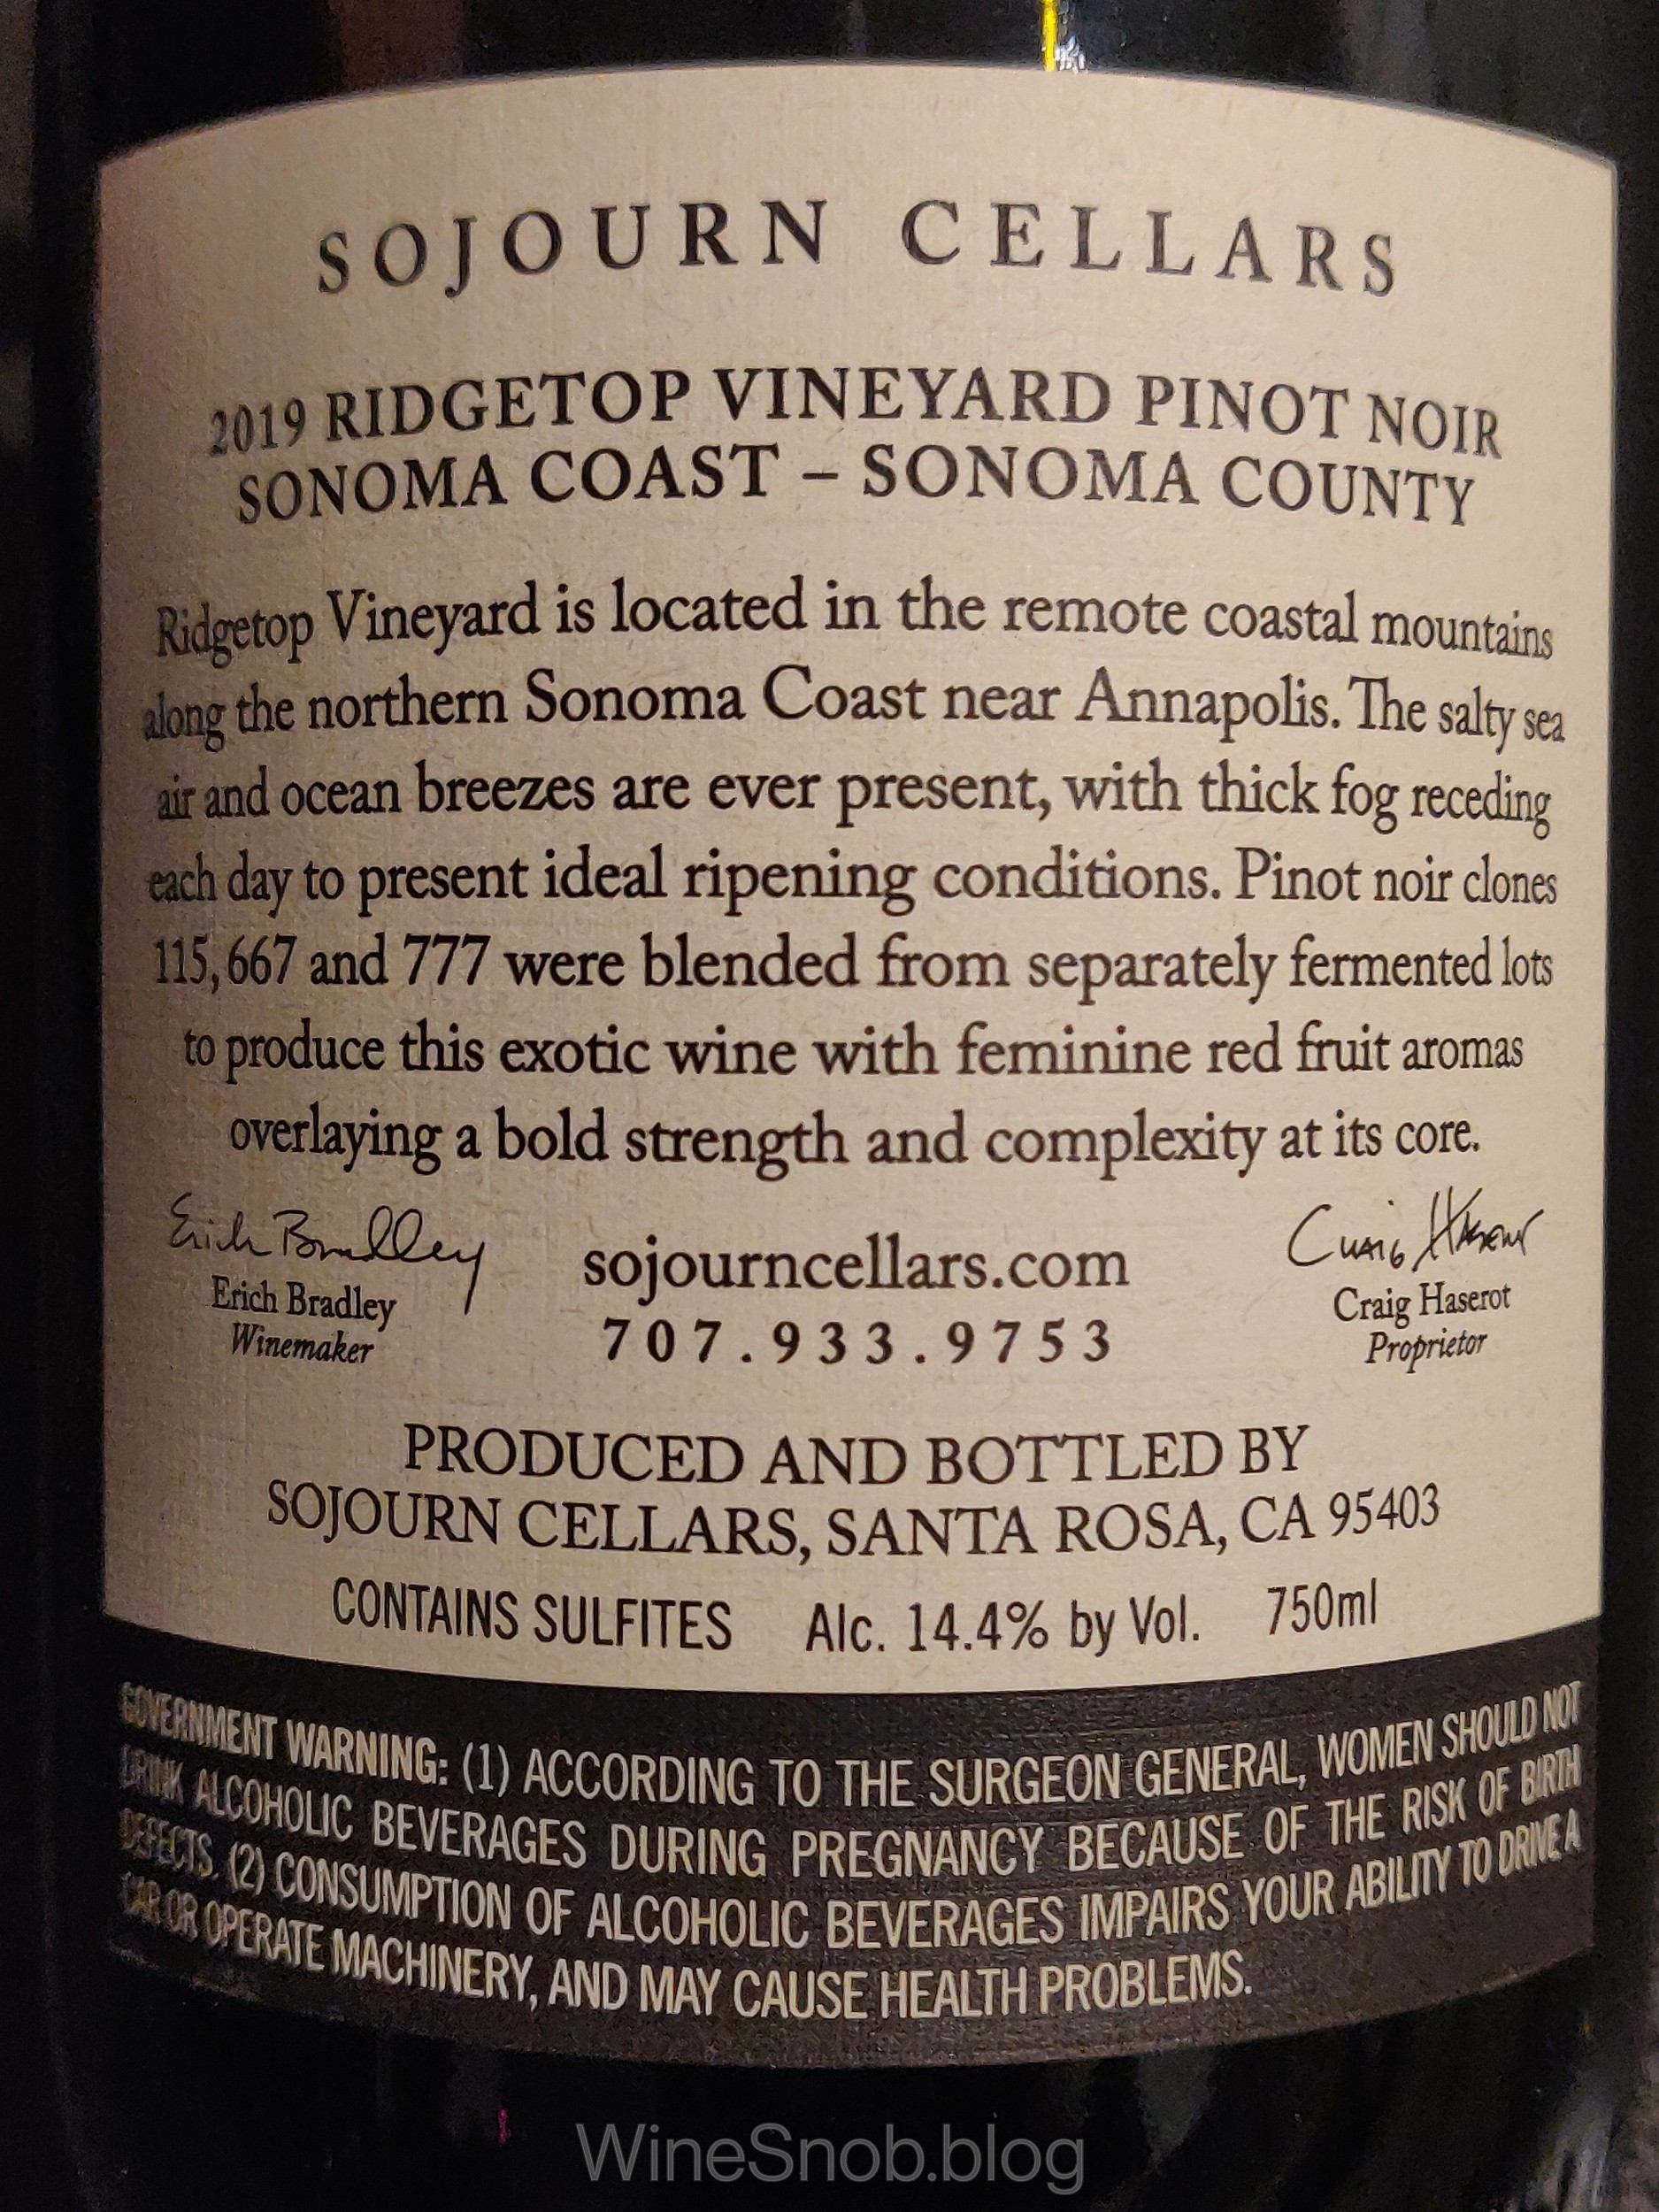 SOJOURN CELLARS
2019 RIDGETOP VINEYARD PINOT NOIR
SONOMA COAST – SONOMA COUNTY
Ridgetop Vineyard is located in the remote coastal mountains
along the northern Sonoma Coast near Annapolis. The salty sea
air and ocean breezes are ever present, with thick fog receding
each day to present ideal ripening conditions. Pinot noir clones
115, 667 and 777 were blended from separately fermented lots
to produce this exotic wine with feminine red fruit aromas
overlaying a bold strength and complexity at its core.
Erich Bradley
Erich Bradley
Winemaker
sojourncellars.com
707.933.9753
Craig Haserot
Craig Haserot
Proprietor
PRODUCED AND BOTTLED BY
SOJOURN CELLARS, SANTA ROSA, CA 95403
CONTAINS SULFITES Alc. 14.4% by Vol. 750ml
GOVERNMENT WARNING: (1) ACCORDING TO THE SURGEON GENERAL, WOMEN SHOULD NOT
DRINK ALCOHOLIC BEVERAGES DURING PREGNANCY BECAUSE OF THE RISK OF BIRTH
DEFECTS. (2) CONSUMPTION OF ALCOHOLIC BEVERAGES IMPAIRS YOUR ABILITY TO DRIVE A
CAR OR OPERATE MACHINERY, AND MAY CAUSE HEALTH PROBLEMS.
WineSnob.blog